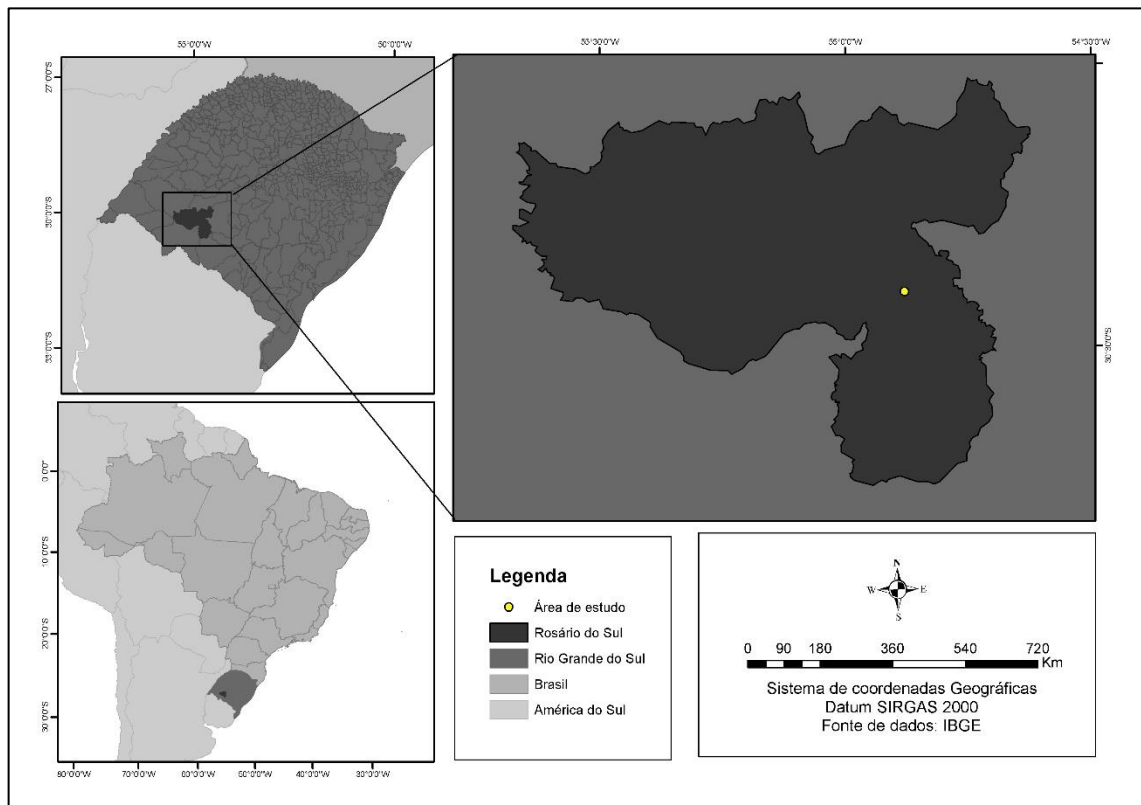 55°0'0"W 50°0'0"W
27°0'0"S
30°0'0"S
33°0'0"S
55°30'0"W 55°0'0"W 54°30'0"W
30°30'0"S
0°0'0"
10°0'0"S
20°0'0"S
30°0'0"S
80°0'0"W 70°0'0"W 60°0'0"W 50°0'0"W 40°0'0"W 30°0'0"W
Legenda
Área de estudo
Rosário do Sul
Rio Grande do Sul
Brasil
América do Sul
N
W E
S
0 90 180 360 540 720
Km
Sistema de coordenadas Geográficas
Datum SIRGAS 2000
Fonte de dados: IBGE